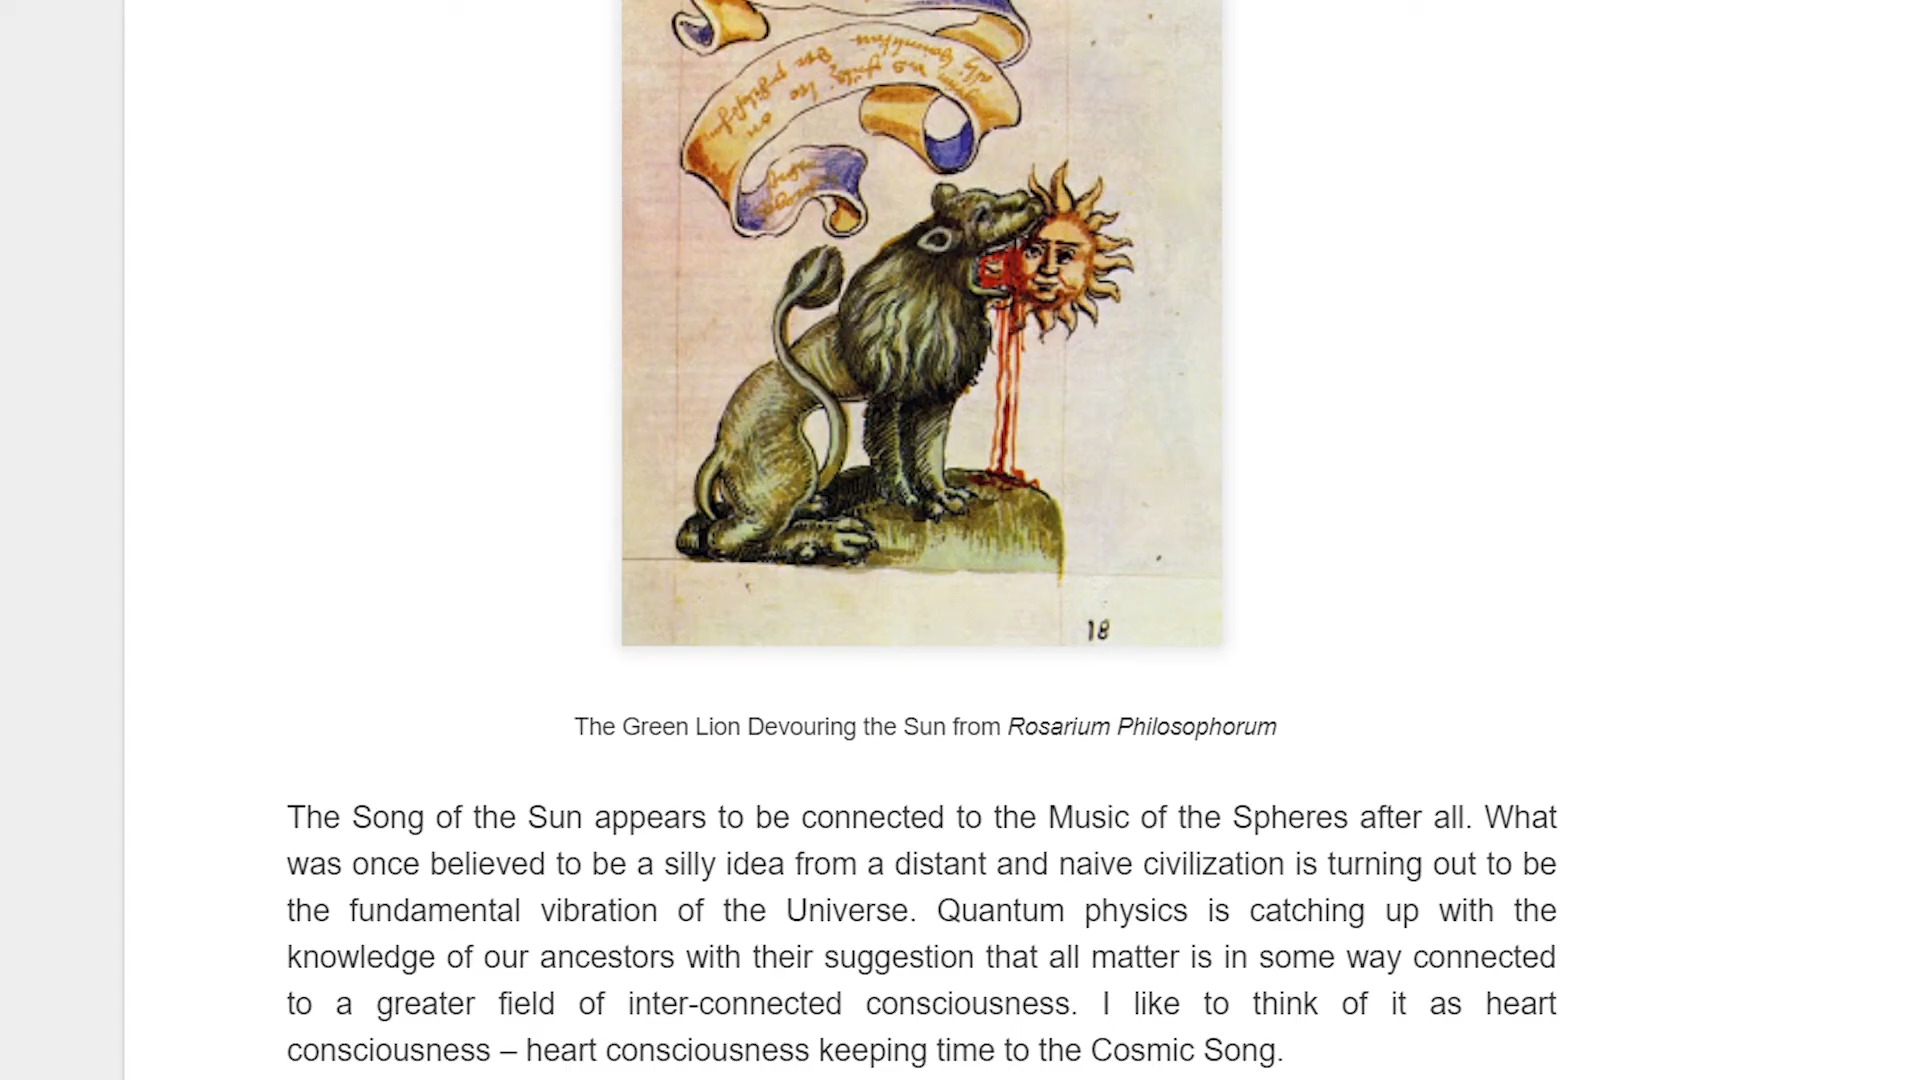 18
The Green Lion Devouring the Sun from Rosarium Philosophorum
The Song of the Sun appears to be connected to the Music of the Spheres after all. What
was once believed to be a silly idea from a distant and naive civilization is turning out to be
the fundamental vibration of the Universe. Quantum physics is catching up with the
knowledge of our ancestors with their suggestion that all matter is in some way connected
to a greater field of inter-connected consciousness. I like to think of it as heart
consciousness – heart consciousness keeping time to the Cosmic Song.